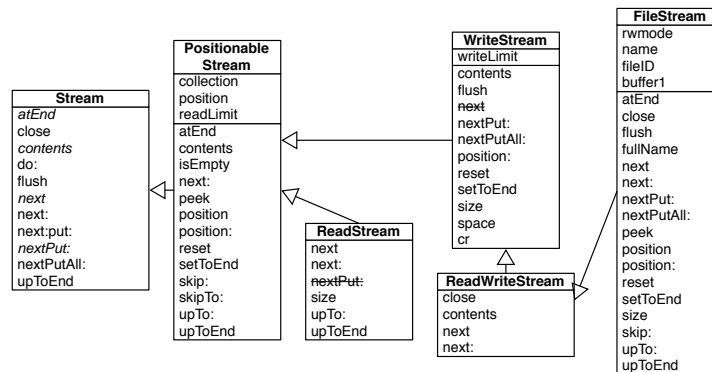 Stream
atEnd
close
contents
do:
flush
next
next:
next:put:
nextPut:
nextPutAll:
upToEnd
Positionable
Stream
collection
position
readLimit
atEnd
contents
isEmpty
next:
peek
position
position:
reset
setToEnd
skip:
skipTo:
upTo:
upToEnd
ReadStream
next
next:
nextPut:
size
upTo:
upToEnd
WriteStream
writeLimit
contents
flush
next
nextPut:
nextPutAll:
position:
reset
setToEnd
size
space
cr
ReadWriteStream
close
contents
next
next:
FileStream
rwmode
name
fileID
buffer1
atEnd
close
flush
fullName
next
next:
nextPut:
nextPutAll:
peek
position
position:
reset
setToEnd
size
skip:
upTo:
upToEnd